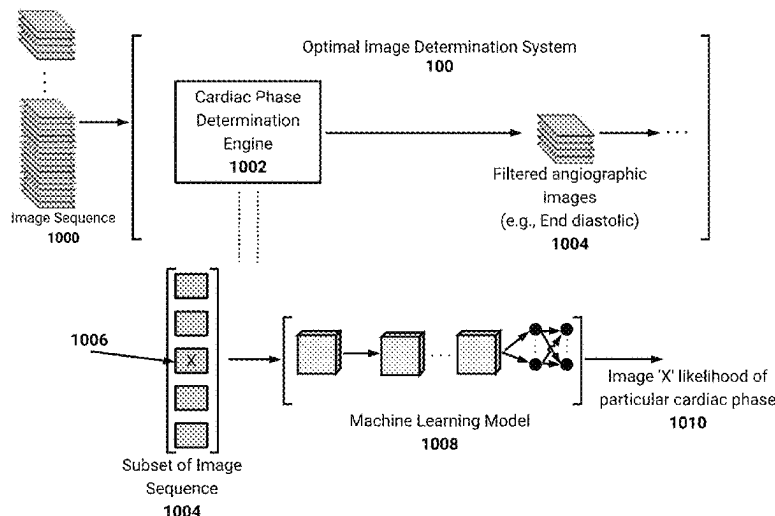 Optimal Image Determination System
100
Cardiac Phase
Determination
Engine
1002
Image Sequence
1000
Filtered angiographic
images
(e.g., End diastolic)
1004
1006
X
Machine Learning Model
1008
Image 'X' likelihood of
particular cardiac phase
1010
Subset of Image
Sequence
1004